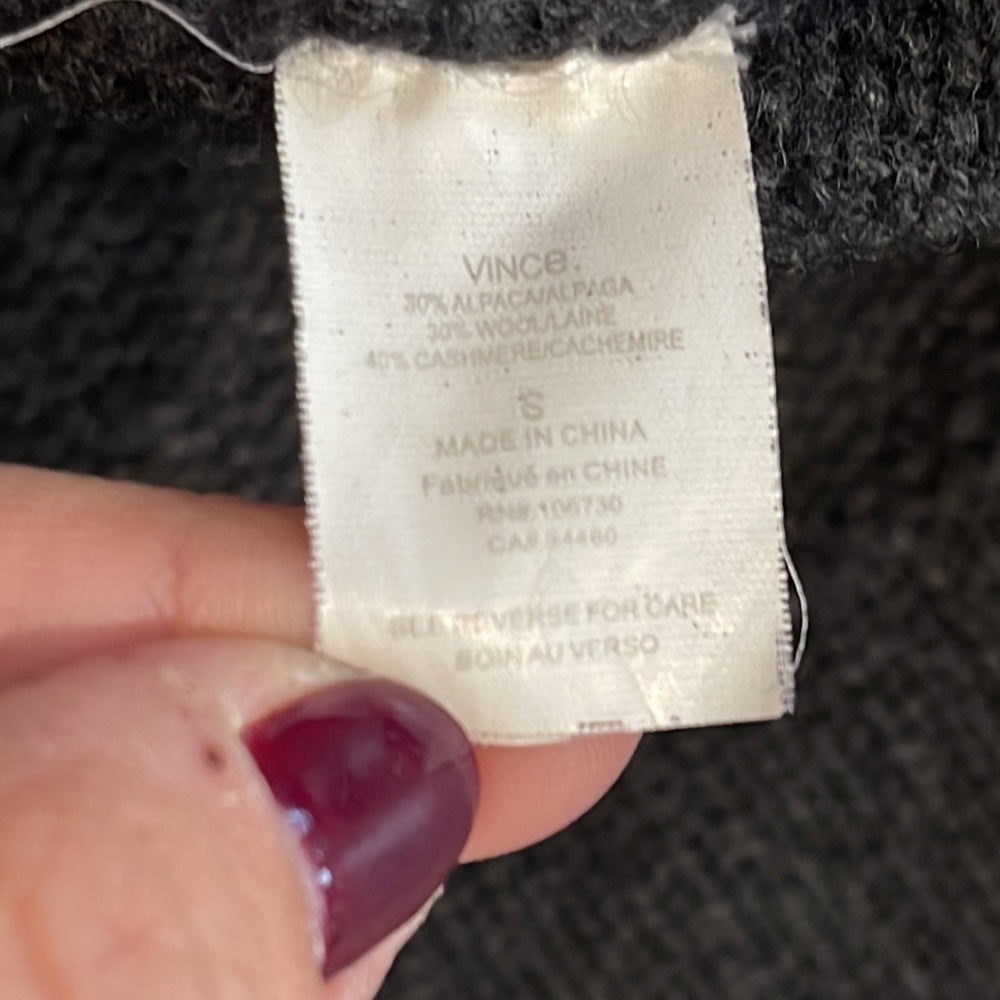 VINCe.
30% ALPACA/ALPAGA
30% WOOL/LAINE
40% CASHMERE/CACHEMIRE
S
MADE IN CHINA
Fabriqué en CHINE
RN# 106730
CA# 34460
SEE REVERSE FOR CARE
SOIN AU VERSO